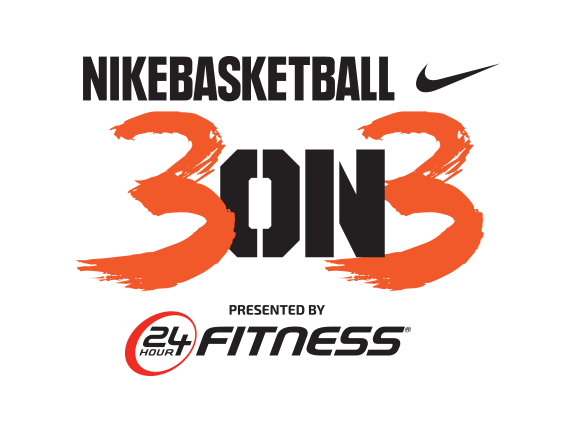 NIKEBASKETBALL
3ON3
PRESENTED BY
24 HOUR FITNESS®